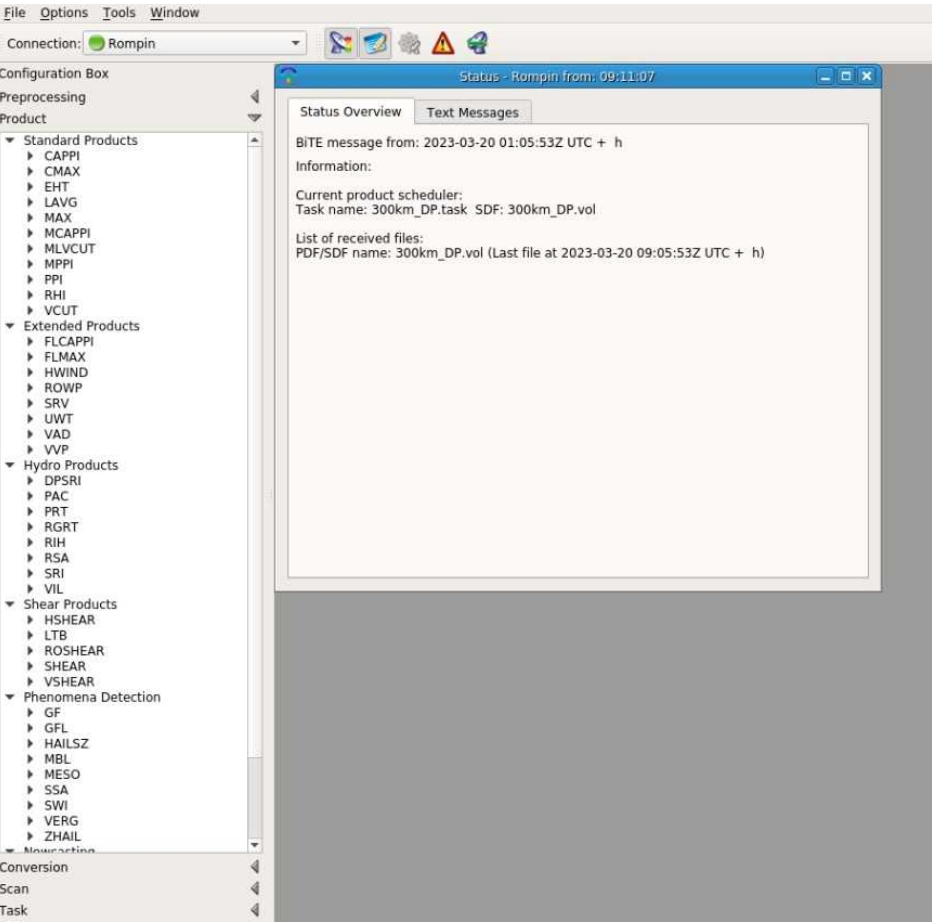 File Options Tools Window
Connection: Rompin
Configuration Box
Preprocessing
Product
Standard Products
CAPPI
CMAX
EHT
LAVG
MAX
MCAPPI
MLVCUT
MPPI
PPI
RHI
VCUT
Extended Products
FLCAPPI
FLMAX
HWIND
ROWP
SRV
UWT
VAD
VVP
Hydro Products
DPSRI
PAC
PRT
RGRT
RIH
RSA
SRI
VIL
Shear Products
HSHEAR
LTB
ROSHEAR
SHEAR
VSHEAR
Phenomena Detection
GF
GFL
HAILSZ
MBL
MESO
SSA
SWI
VERG
ZHAIL
Nowcasting
Conversion
Scan
Task
Status - Rompin from: 09:11:07
Status Overview Text Messages
BiTE message from: 2023-03-20 01:05:53Z UTC + h
Information:
Current product scheduler:
Task name: 300km_DP.task SDF: 300km_DP.vol
List of received files:
PDF/SDF name: 300km_DP.vol (Last file at 2023-03-20 09:05:53Z UTC + h)